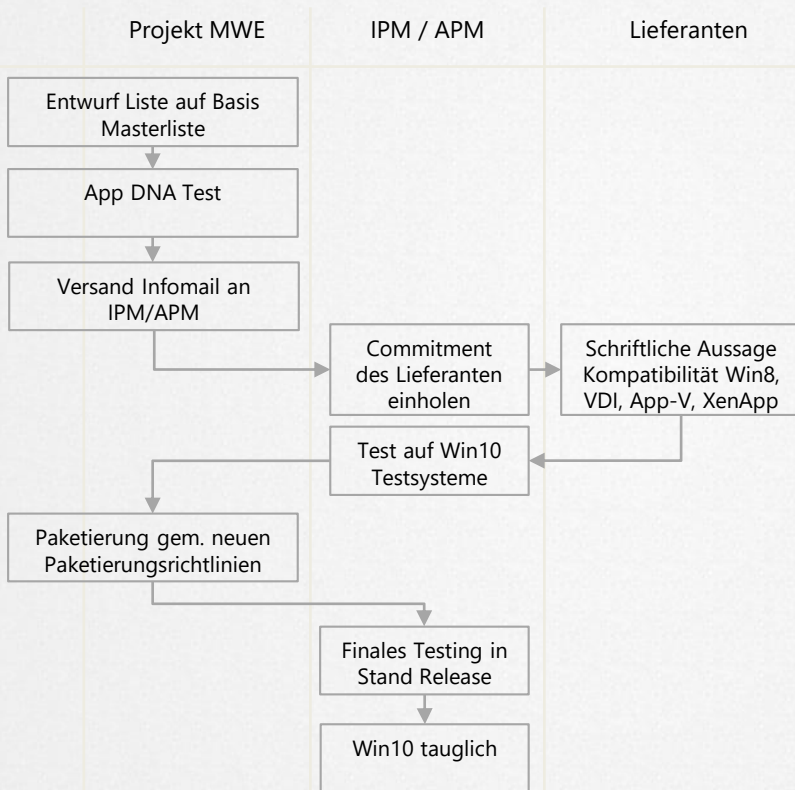 Projekt MWE
IPM / APM
Lieferanten
Entwurf Liste auf Basis
Masterliste
App DNA Test
Versand Infomail an
IPM/APM
Commitment
des Lieferanten
einholen
Schriftliche Aussage
Kompatibilität Win8,
VDI, App-V, XenApp
Test auf Win10
Testsysteme
Paketierung gem. neuen
Paketierungsrichtlinien
Finales Testing in
Stand Release
Win10 tauglich